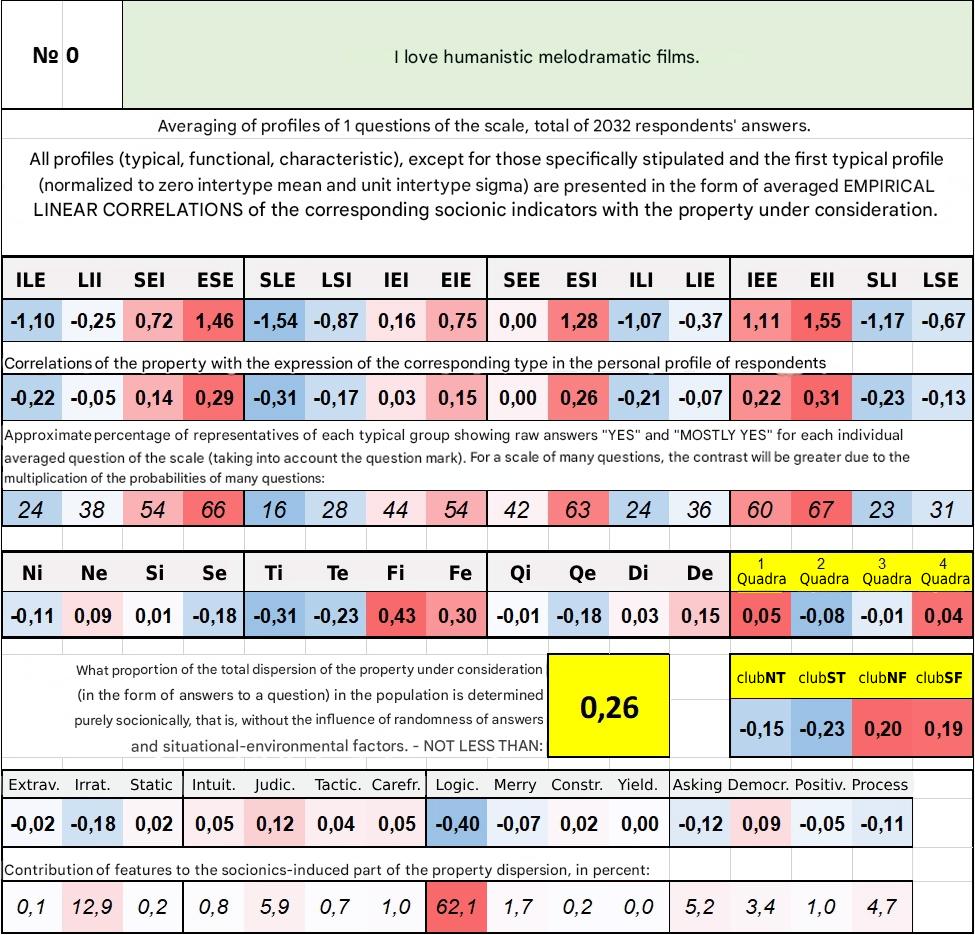 № 0
I love humanistic melodramatic films.
Averaging of profiles of 1 questions of the scale, total of 2032 respondents' answers.
All profiles (typical, functional, characteristic), except for those specifically stipulated and the first typical profile
(normalized to zero intertype mean and unit intertype sigma) are presented in the form of averaged EMPIRICAL
LINEAR CORRELATIONS of the corresponding socionic indicators with the property under consideration.
ILE LII SEI ESE SLE LSI IEI EIE SEE ESI ILI LIE IEE EII SLI LSE
-1,10 -0,25 0,72 1,46 -1,54 -0,87 0,16 0,75 0,00 1,28 -1,07 -0,37 1,11 1,55 -1,17 -0,67
Correlations of the property with the expression of the corresponding type in the personal profile of respondents
-0,22 -0,05 0,14 0,29 -0,31 -0,17 0,03 0,15 0,00 0,26 -0,21 -0,07 0,22 0,31 -0,23 -0,13
Approximate percentage of representatives of each typical group showing raw answers "YES" and "MOSTLY YES" for each individual
averaged question of the scale (taking into account the question mark). For a scale of many questions, the contrast will be greater due to the
multiplication of the probabilities of many questions:
24 38 54 66 16 28 44 54 42 63 24 36 60 67 23 31
Ni Ne Si Se Ti Te Fi Fe Qi Qe Di De 1 Quadra 2 Quadra 3 Quadra 4 Quadra
-0,11 0,09 0,01 -0,18 -0,31 -0,23 0,43 0,30 -0,01 -0,18 0,03 0,15 0,05 -0,08 -0,01 0,04
What proportion of the total dispersion of the property under consideration
(in the form of answers to a question) in the population is determined
purely socionically, that is, without the influence of randomness of answers
and situational-environmental factors. - NOT LESS THAN:
0,26
clubNT clubST clubNF clubSF
-0,15 -0,23 0,20 0,19
Extrav. Irrat. Static Intuit. Judic. Tactic. Carefr. Logic. Merry Constr. Yield. Asking Democr. Positiv. Process
-0,02 -0,18 0,02 0,05 0,12 0,04 0,05 -0,40 -0,07 0,02 0,00 -0,12 0,09 -0,05 -0,11
Contribution of features to the socionics-induced part of the property dispersion, in percent:
0,1 12,9 0,2 0,8 5,9 0,7 1,0 62,1 1,7 0,2 0,0 5,2 3,4 1,0 4,7